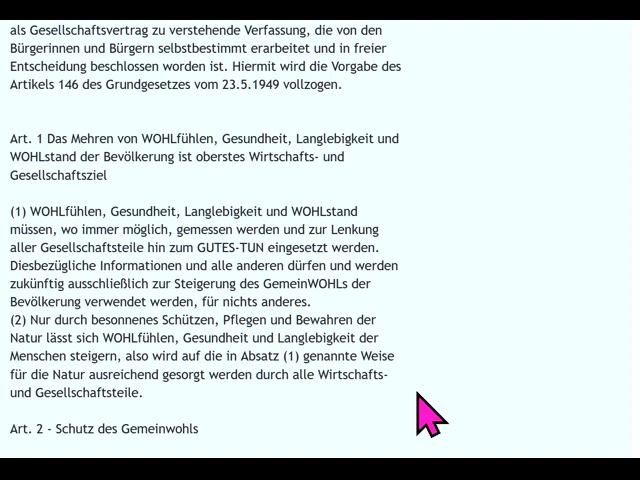 als Gesellschaftsvertrag zu verstehende Verfassung, die von den
Bürgerinnen und Bürgern selbstbestimmt erarbeitet und in freier
Entscheidung beschlossen worden ist. Hiermit wird die Vorgabe des
Artikels 146 des Grundgesetzes vom 23.5.1949 vollzogen.
Art. 1 Das Mehren von WOHLfühlen, Gesundheit, Langlebigkeit und
WOHLstand der Bevölkerung ist oberstes Wirtschafts- und
Gesellschaftsziel
(1) WOHLfühlen, Gesundheit, Langlebigkeit und WOHLstand
müssen, wo immer möglich, gemessen werden und zur Lenkung
aller Gesellschaftsteile hin zum GUTES-TUN eingesetzt werden.
Diesbezügliche Informationen und alle anderen dürfen und werden
zukünftig ausschließlich zur Steigerung des GemeinWOHLs der
Bevölkerung verwendet werden, für nichts anderes.
(2) Nur durch besonnenes Schützen, Pflegen und Bewahren der
Natur lässt sich WOHLfühlen, Gesundheit und Langlebigkeit der
Menschen steigern, also wird auf die in Absatz (1) genannte Weise
für die Natur ausreichend gesorgt werden durch alle Wirtschafts-
und Gesellschaftsteile.
Art. 2 - Schutz des Gemeinwohls